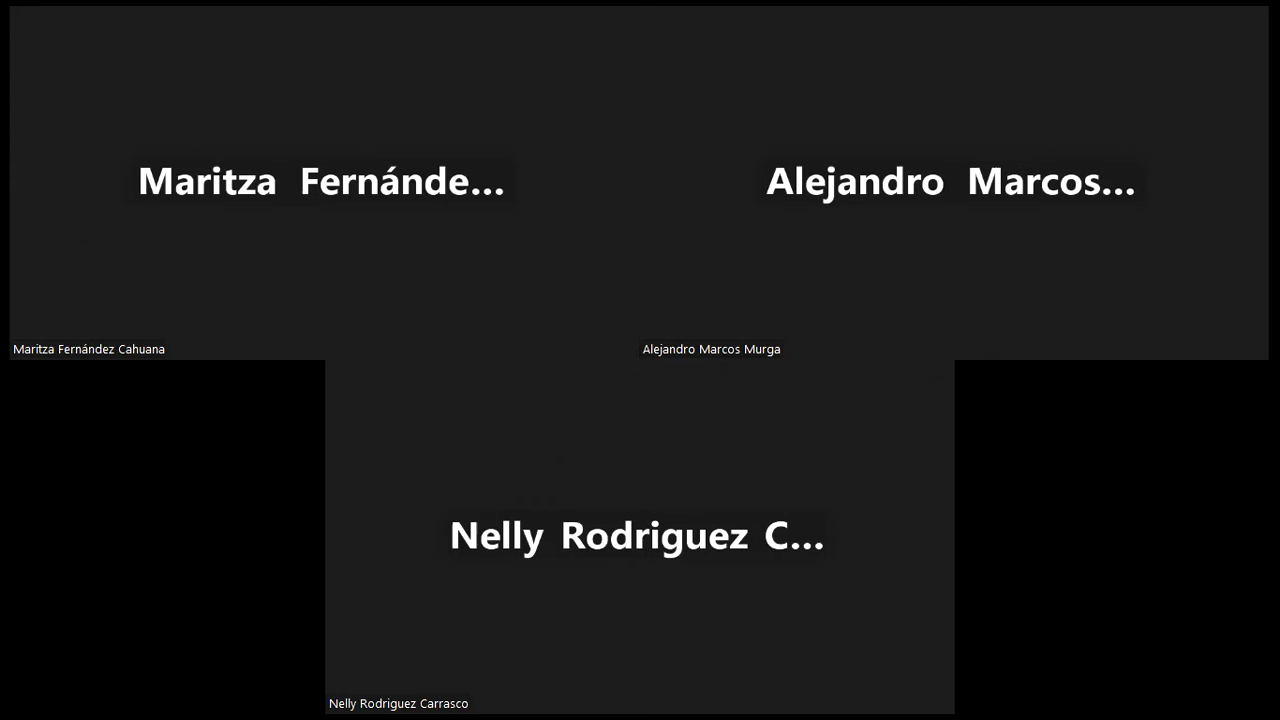 Maritza Fernánde...
Alejandro Marcos...
Maritza Fernández Cahuana
Alejandro Marcos Murga
Nelly Rodriguez C...
Nelly Rodriguez Carrasco